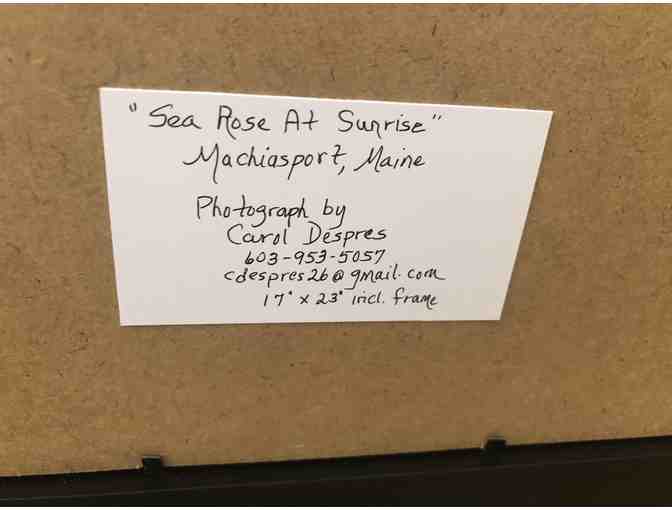 "Sea Rose At Sunrise"
Machiasport, Maine
Photograph by
Carol Despres
603-953-5057
cdespres26@gmail.com
17" x 23" incl. frame